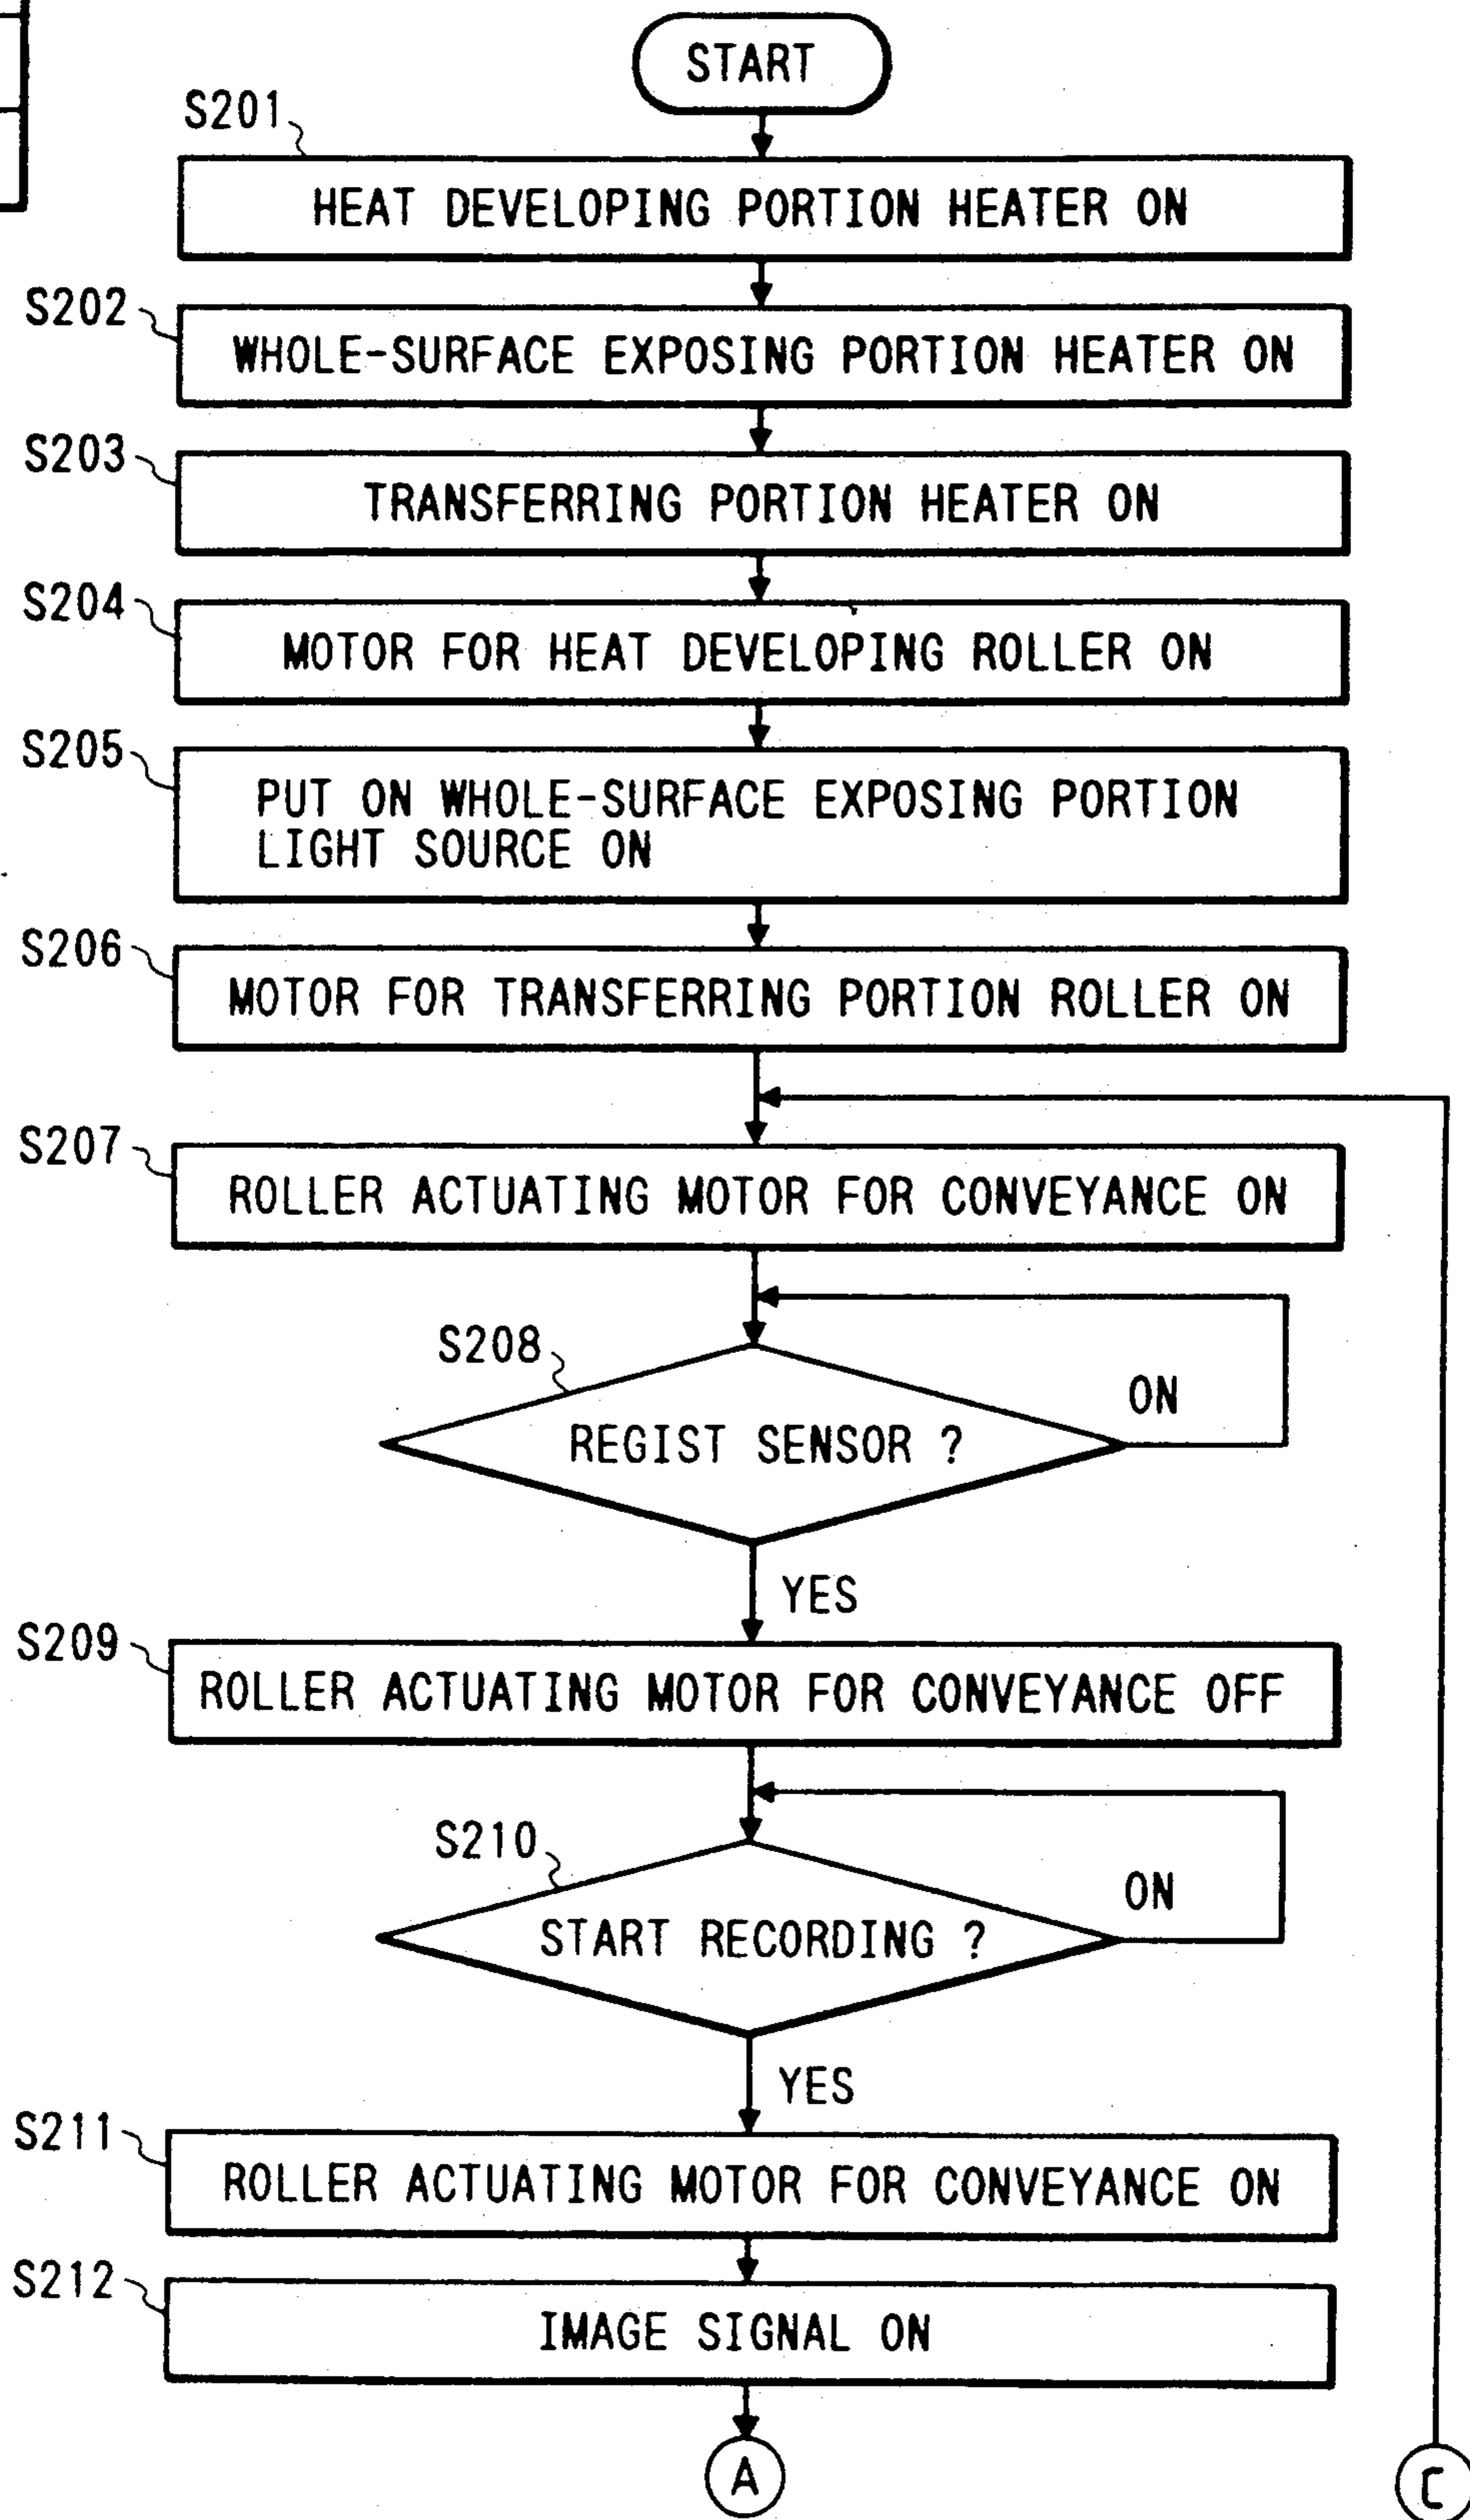 START
S201
HEAT DEVELOPING PORTION HEATER ON
S202
WHOLE-SURFACE EXPOSING PORTION HEATER ON
S203
TRANSFERRING PORTION HEATER ON
S204
MOTOR FOR HEAT DEVELOPING ROLLER ON
S205
PUT ON WHOLE-SURFACE EXPOSING PORTION
LIGHT SOURCE ON
S206
MOTOR FOR TRANSFERRING PORTION ROLLER ON
S207
ROLLER ACTUATING MOTOR FOR CONVEYANCE ON
S208
ON
REGIST SENSOR ?
YES
S209
ROLLER ACTUATING MOTOR FOR CONVEYANCE OFF
S210
ON
START RECORDING ?
YES
S211
ROLLER ACTUATING MOTOR FOR CONVEYANCE ON
S212
IMAGE SIGNAL ON
A
C